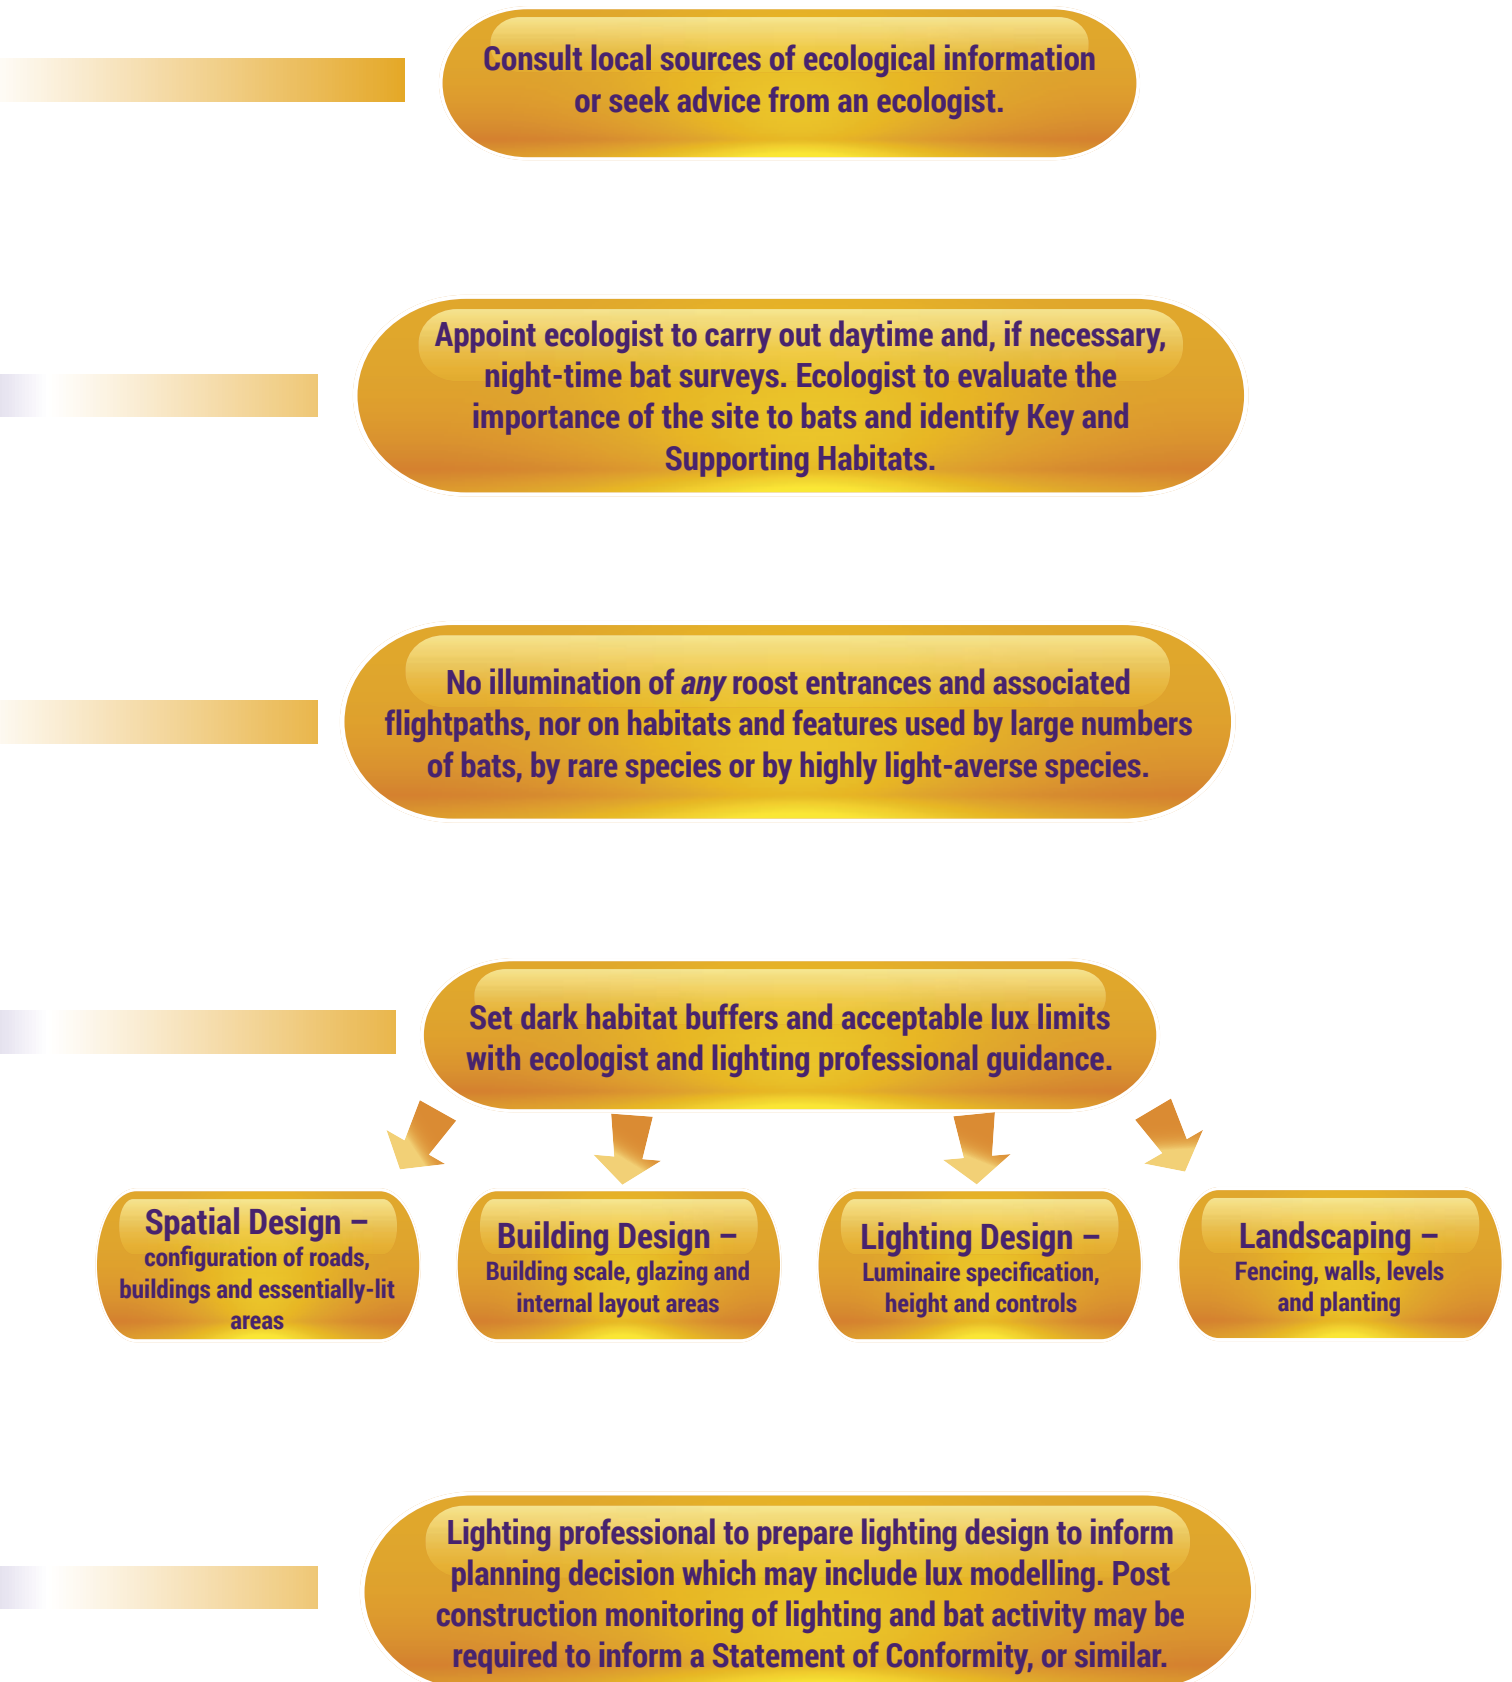 Consult local sources of ecological information
or seek advice from an ecologist.
Appoint ecologist to carry out daytime and, if necessary,
night-time bat surveys. Ecologist to evaluate the
importance of the site to bats and identify Key and
Supporting Habitats.
No illumination of any roost entrances and associated
flightpaths, nor on habitats and features used by large numbers
of bats, by rare species or by highly light-averse species.
Set dark habitat buffers and acceptable lux limits
with ecologist and lighting professional guidance.
Spatial Design –
configuration of roads,
buildings and essentially-lit
areas
Building Design –
Building scale, glazing and
internal layout areas
Lighting Design –
Luminaire specification,
height and controls
Landscaping –
Fencing, walls, levels
and planting
Lighting professional to prepare lighting design to inform
planning decision which may include lux modelling. Post
construction monitoring of lighting and bat activity may be
required to inform a Statement of Conformity, or similar.